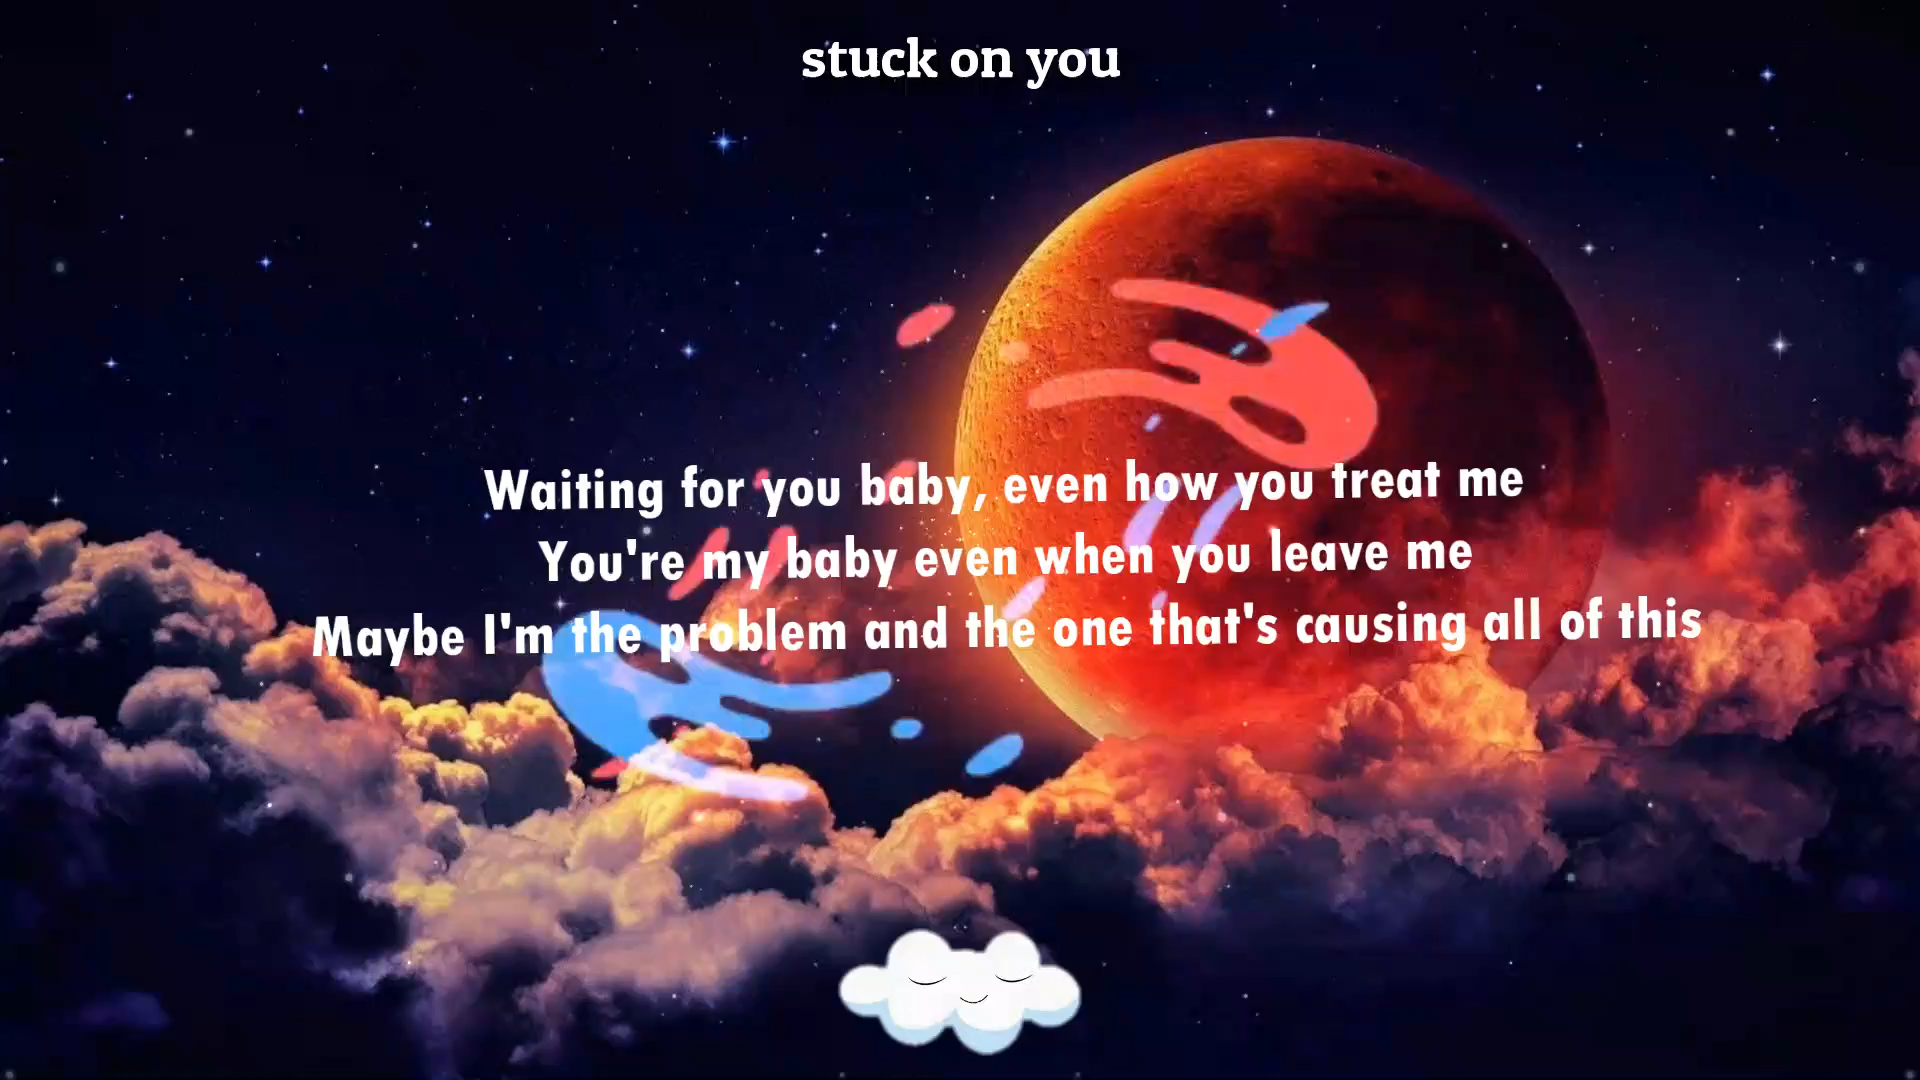 stuck on you
Waiting for you baby, even how you treat me
You're my baby even when you leave me
Maybe I'm the problem and the one that's causing all of this